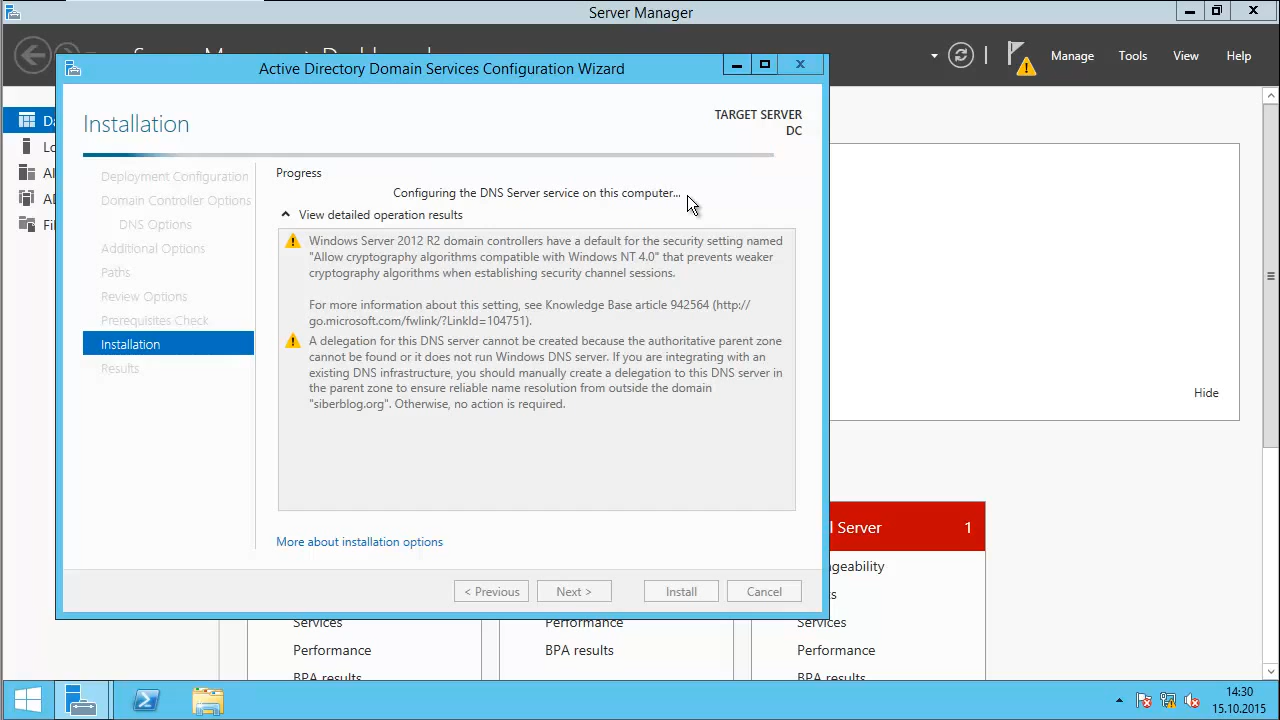 Server Manager
Manage
Tools
View
Help
Active Directory Domain Services Configuration Wizard
Installation
TARGET SERVER
DC
Deployment Configuration
Domain Controller Options
DNS Options
Additional Options
Paths
Review Options
Prerequisites Check
Installation
Results
Progress
Configuring the DNS Server service on this computer...
View detailed operation results
Windows Server 2012 R2 domain controllers have a default for the security setting named
"Allow cryptography algorithms compatible with Windows NT 4.0" that prevents weaker
cryptography algorithms when establishing security channel sessions.
For more information about this setting, see Knowledge Base article 942564 (http://
go.microsoft.com/fwlink/?LinkId=104751).
A delegation for this DNS server cannot be created because the authoritative parent zone
cannot be found or it does not run Windows DNS server. If you are integrating with an
existing DNS infrastructure, you should manually create a delegation to this DNS server in
the parent zone to ensure reliable name resolution from outside the domain
"siberblog.org". Otherwise, no action is required.
More about installation options
< Previous
Next >
Install
Cancel
Hide
Server
1
Services
Performance
BPA results
Performance
BPA results
Services
Performance
BPA results
14:30
15.10.2015